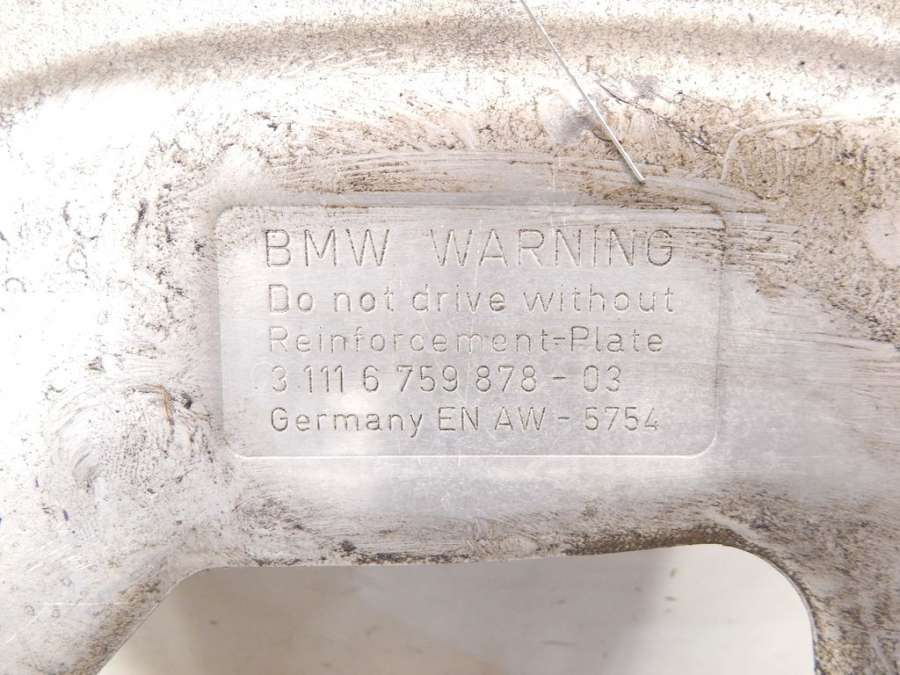 BMW WARNING
Do not drive without
Reinforcement-Plate
3 111 6 759 878 - 03
Germany EN AW - 5754